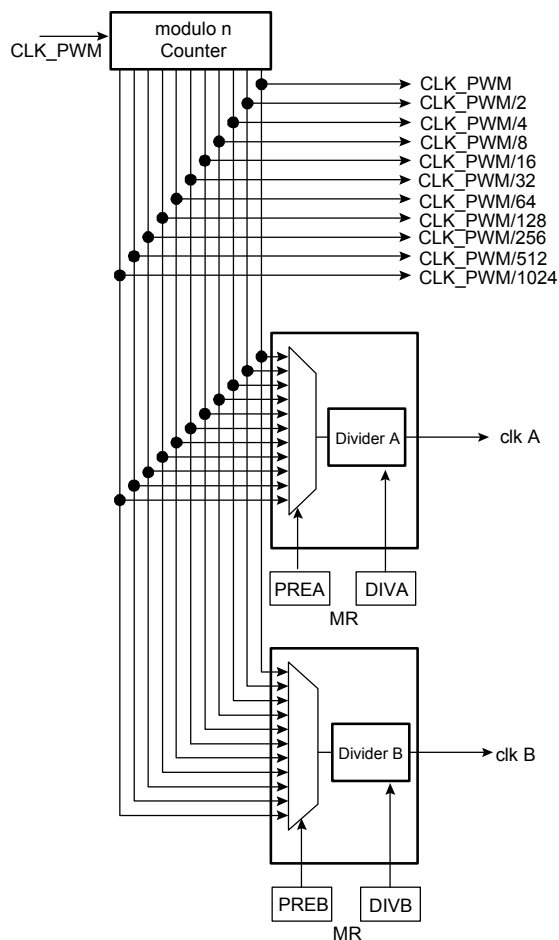 modulo n
Counter
CLK_PWM
CLK_PWM
CLK_PWM/2
CLK_PWM/4
CLK_PWM/8
CLK_PWM/16
CLK_PWM/32
CLK_PWM/64
CLK_PWM/128
CLK_PWM/256
CLK_PWM/512
CLK_PWM/1024
Divider A
clk A
PREA
DIVA
MR
Divider B
clk B
PREB
DIVB
MR